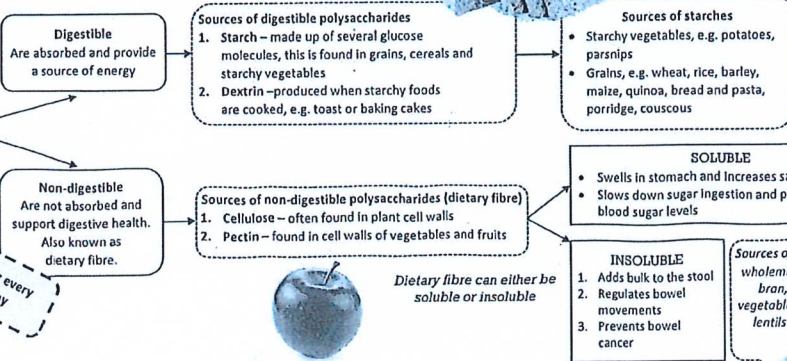 Digestible
Are absorbed and provide
a source of energy
Sources of digestible polysaccharides
1. Starch – made up of several glucose
molecules, this is found in grains, cereals and
starchy vegetables
2. Dextrin –produced when starchy foods
are cooked, e.g. toast or baking cakes
Sources of starches
• Starchy vegetables, e.g. potatoes,
parsnips
• Grains, e.g. wheat, rice, barley,
maize, quinoa, bread and pasta,
porridge, couscous
Non-digestible
Are not absorbed and
support digestive health.
Also known as
dietary fibre.
every
Sources of non-digestible polysaccharides (dietary fibre)
1. Cellulose – often found in plant cell walls
2. Pectin – found in cell walls of vegetables and fruits
Dietary fibre can either be
soluble or insoluble
SOLUBLE
• Swells in stomach and Increases
• Slows down sugar ingestion and
blood sugar levels
INSOLUBLE
1. Adds bulk to the stool
2. Regulates bowel
movements
3. Prevents bowel
cancer
Sources
bran,
lentils